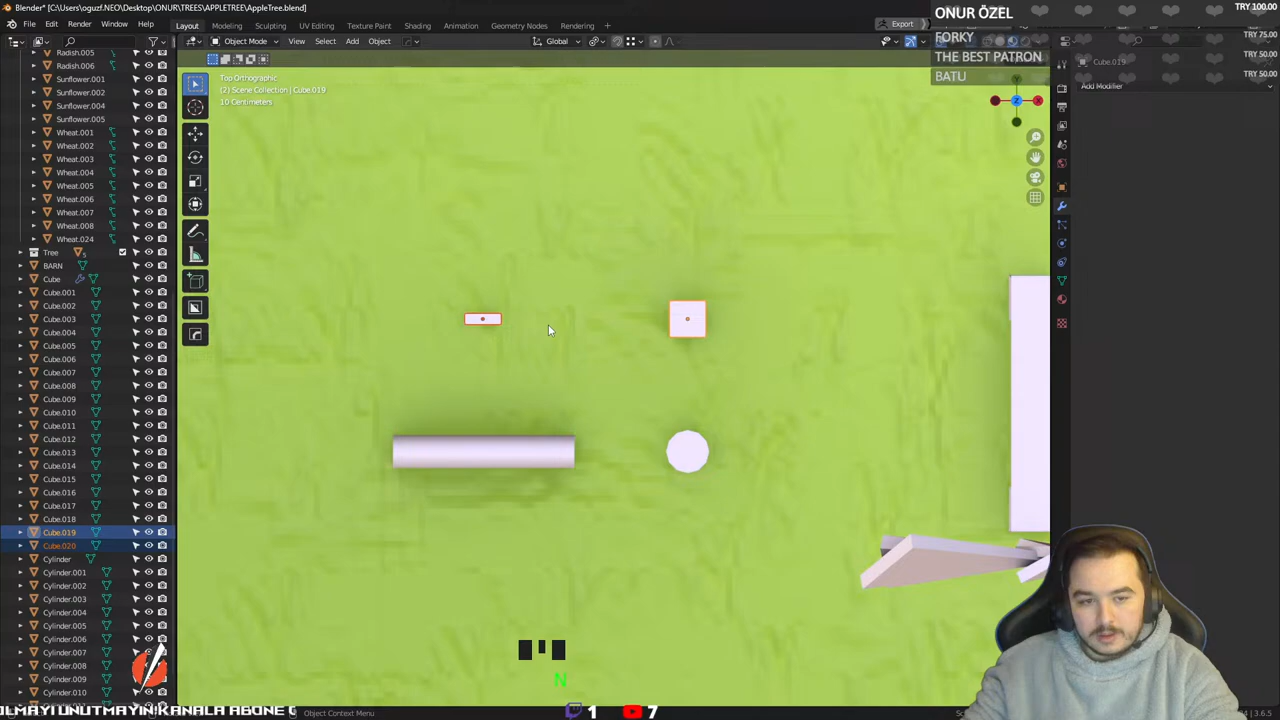 Blender* [C:\Users\oguzf.NEO\Desktop\ONUR\TREES\APPLETREE\AppleTree.blend]
File Edit Render Window Help Layout Modeling Sculpting UV Editing Texture Paint Shading Animation Rendering Geometry Nodes Export
Object Mode View Select Add Object Global
Top Orthographic
(2) Scene Collection | Cube.019
10 Centimeters
ONUR ÖZEL
FORKY
THE BEST PATRON
BATU
TRY 100.00
TRY 75.00
TRY 50.00
TRY 50.00
Cube.019
Add Modifier
Y
Z
X
Radish.005
Radish.006
Sunflower.001
Sunflower.002
Sunflower.004
Sunflower.005
Wheat.001
Wheat.002
Wheat.003
Wheat.004
Wheat.005
Wheat.006
Wheat.007
Wheat.008
Wheat.024
Tree 5
BARN
Cube
Cube.001
Cube.002
Cube.003
Cube.004
Cube.005
Cube.006
Cube.007
Cube.008
Cube.009
Cube.010
Cube.011
Cube.012
Cube.013
Cube.014
Cube.015
Cube.016
Cube.017
Cube.018
Cube.019
Cube.020
Cylinder
Cylinder.001
Cylinder.002
Cylinder.003
Cylinder.004
Cylinder.005
Cylinder.006
Cylinder.007
Cylinder.008
Cylinder.009
Cylinder.010
N
OLMAYI UNUTMAYIN KANALA ABONE
Object Context Menu
1
7
3.6.5